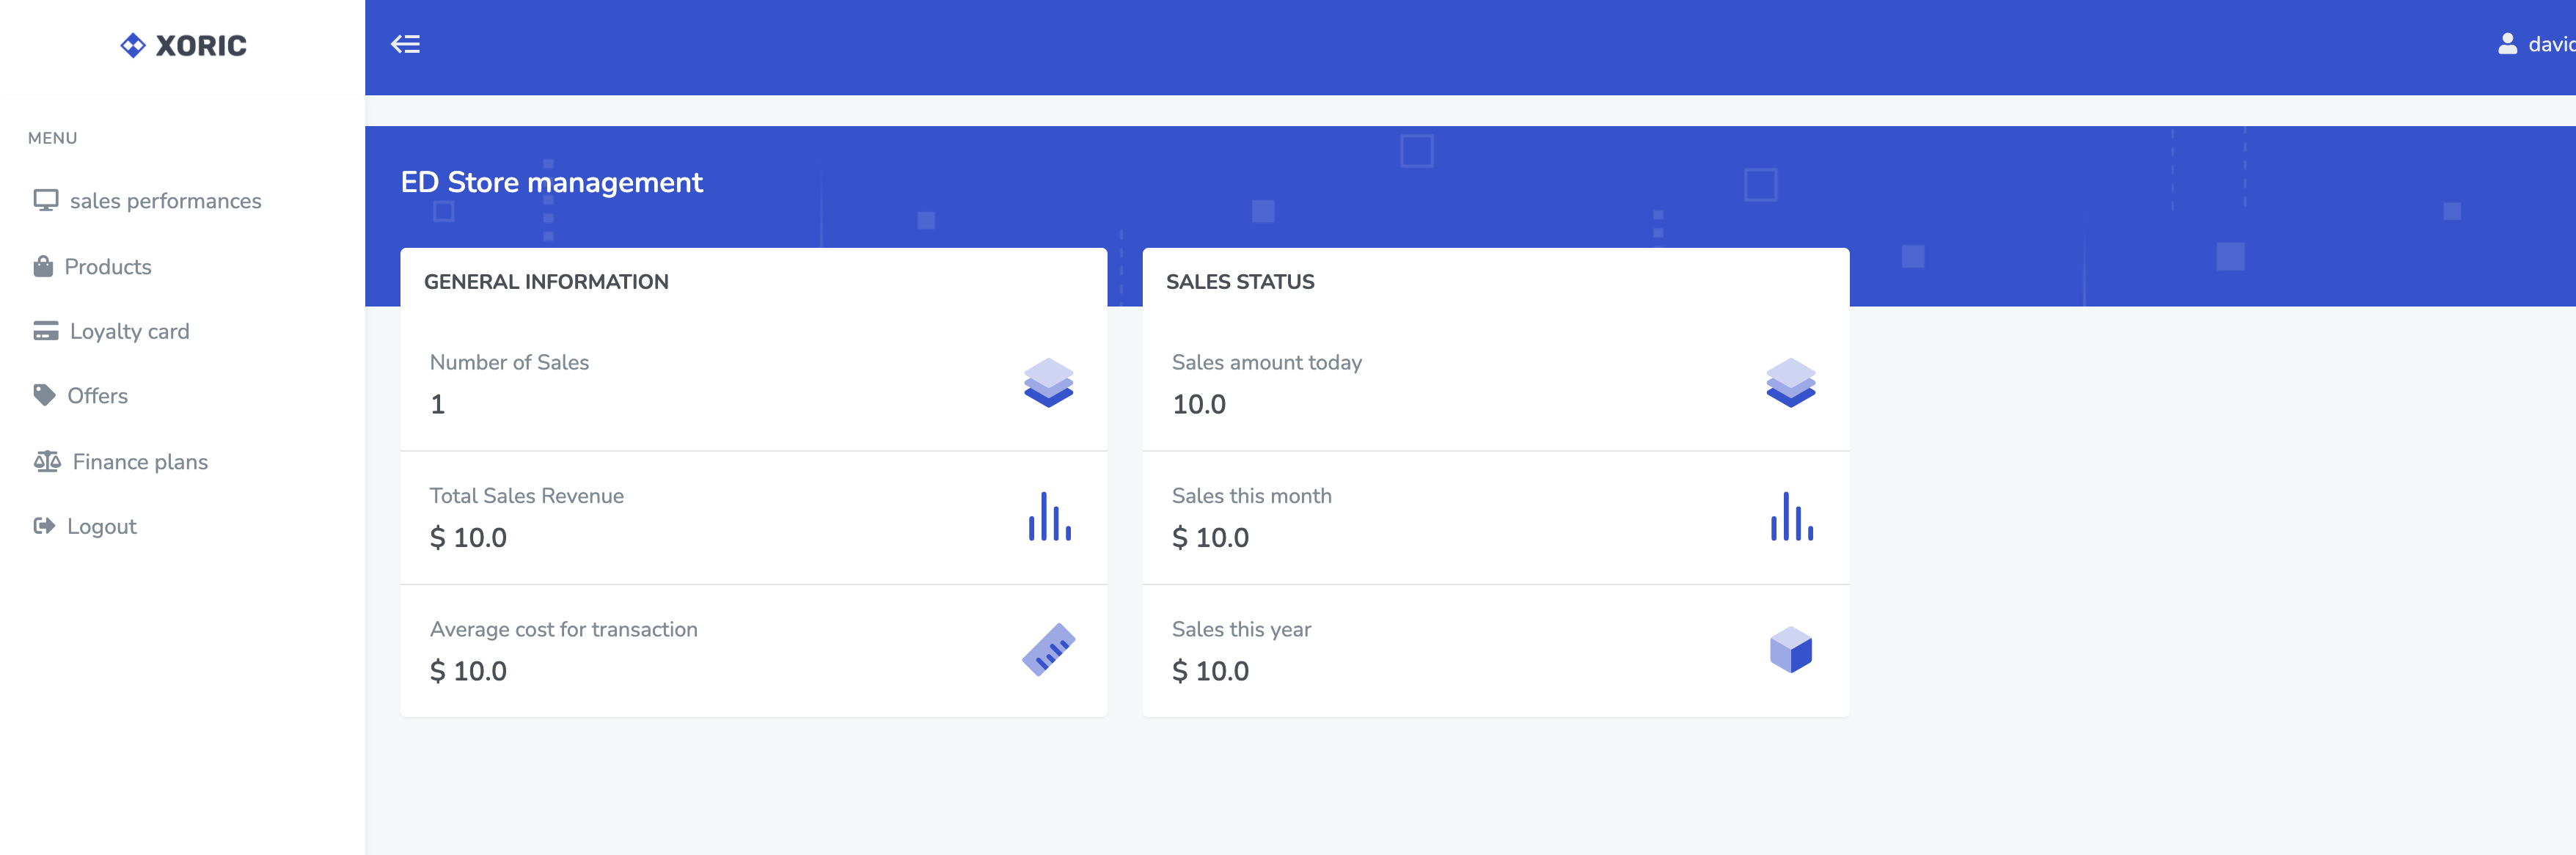 XORIC
davic
MENU
sales performances
Products
Loyalty card
Offers
Finance plans
Logout
ED Store management
GENERAL INFORMATION
Number of Sales
1
Total Sales Revenue
$ 10.0
Average cost for transaction
$ 10.0
SALES STATUS
Sales amount today
10.0
Sales this month
$ 10.0
Sales this year
$ 10.0